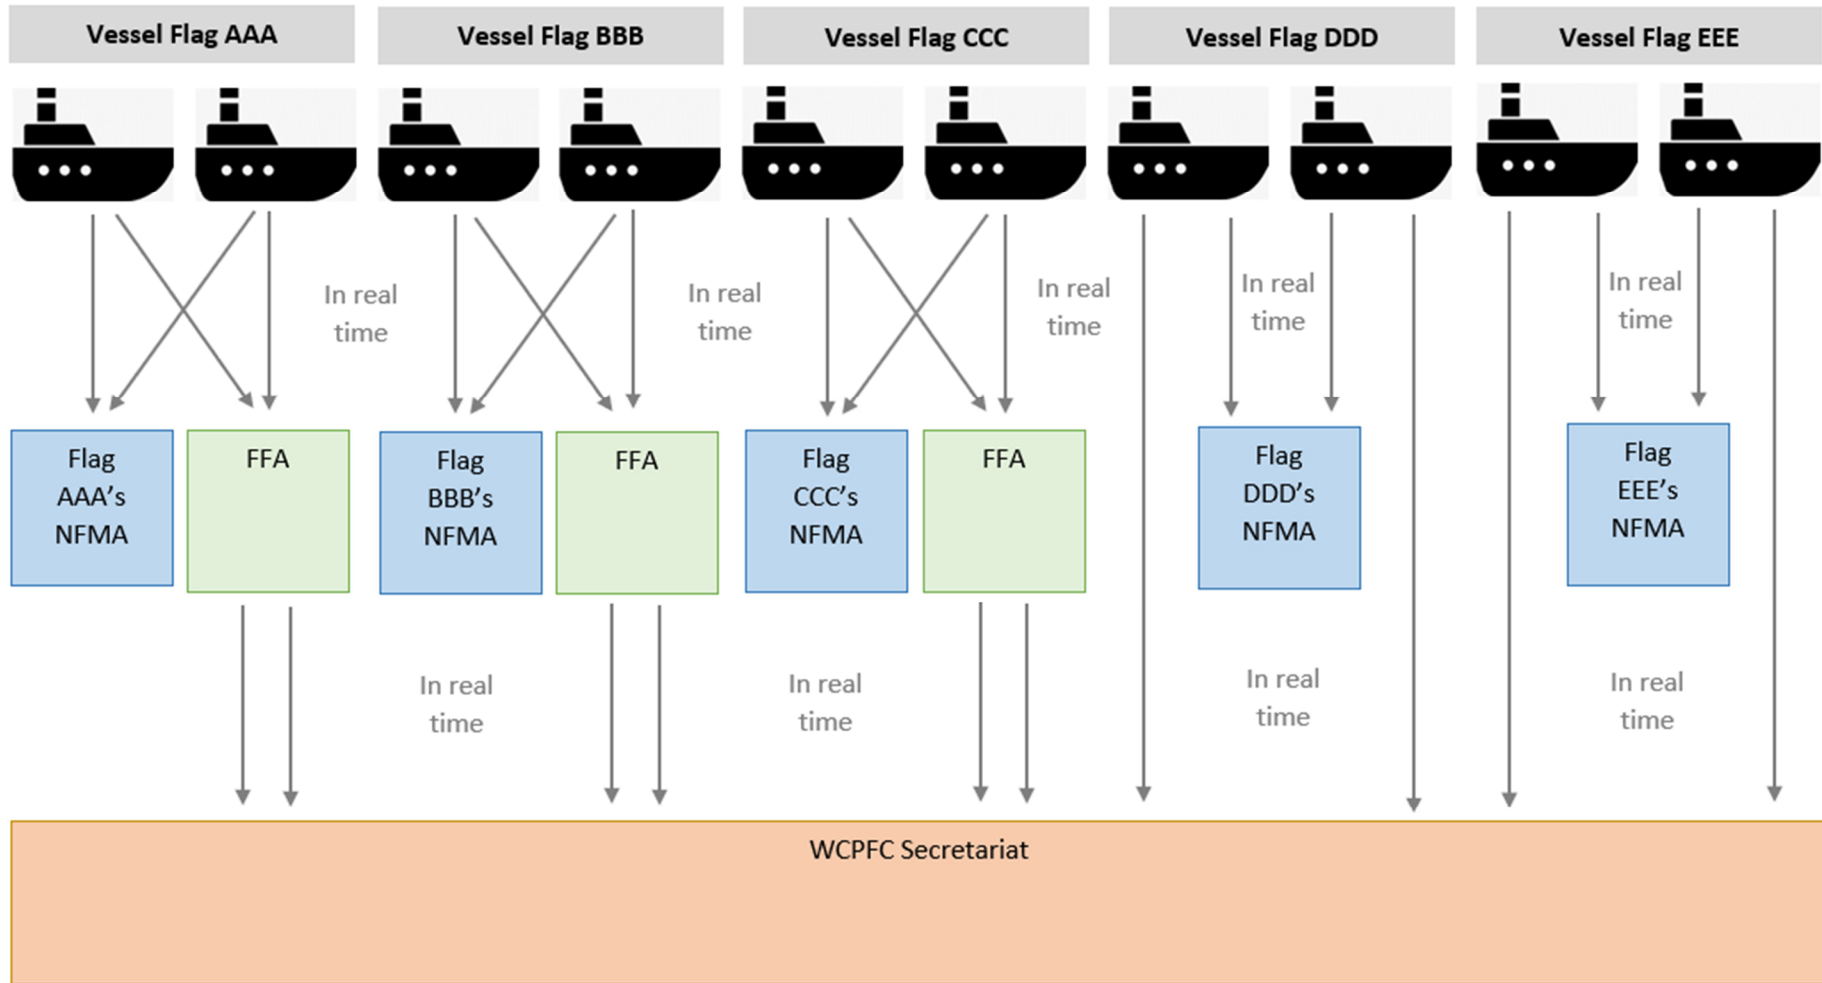 Vessel Flag AAA
Vessel Flag BBB
Vessel Flag CCC
Vessel Flag DDD
Vessel Flag EEE
In real
time
In real
time
In real
time
In real
time
In real
time
Flag
AAA’s
NFMA
FFA
Flag
BBB’s
NFMA
FFA
Flag
CCC’s
NFMA
FFA
Flag
DDD’s
NFMA
Flag
EEE’s
NFMA
In real
time
In real
time
In real
time
In real
time
WCPFC Secretariat